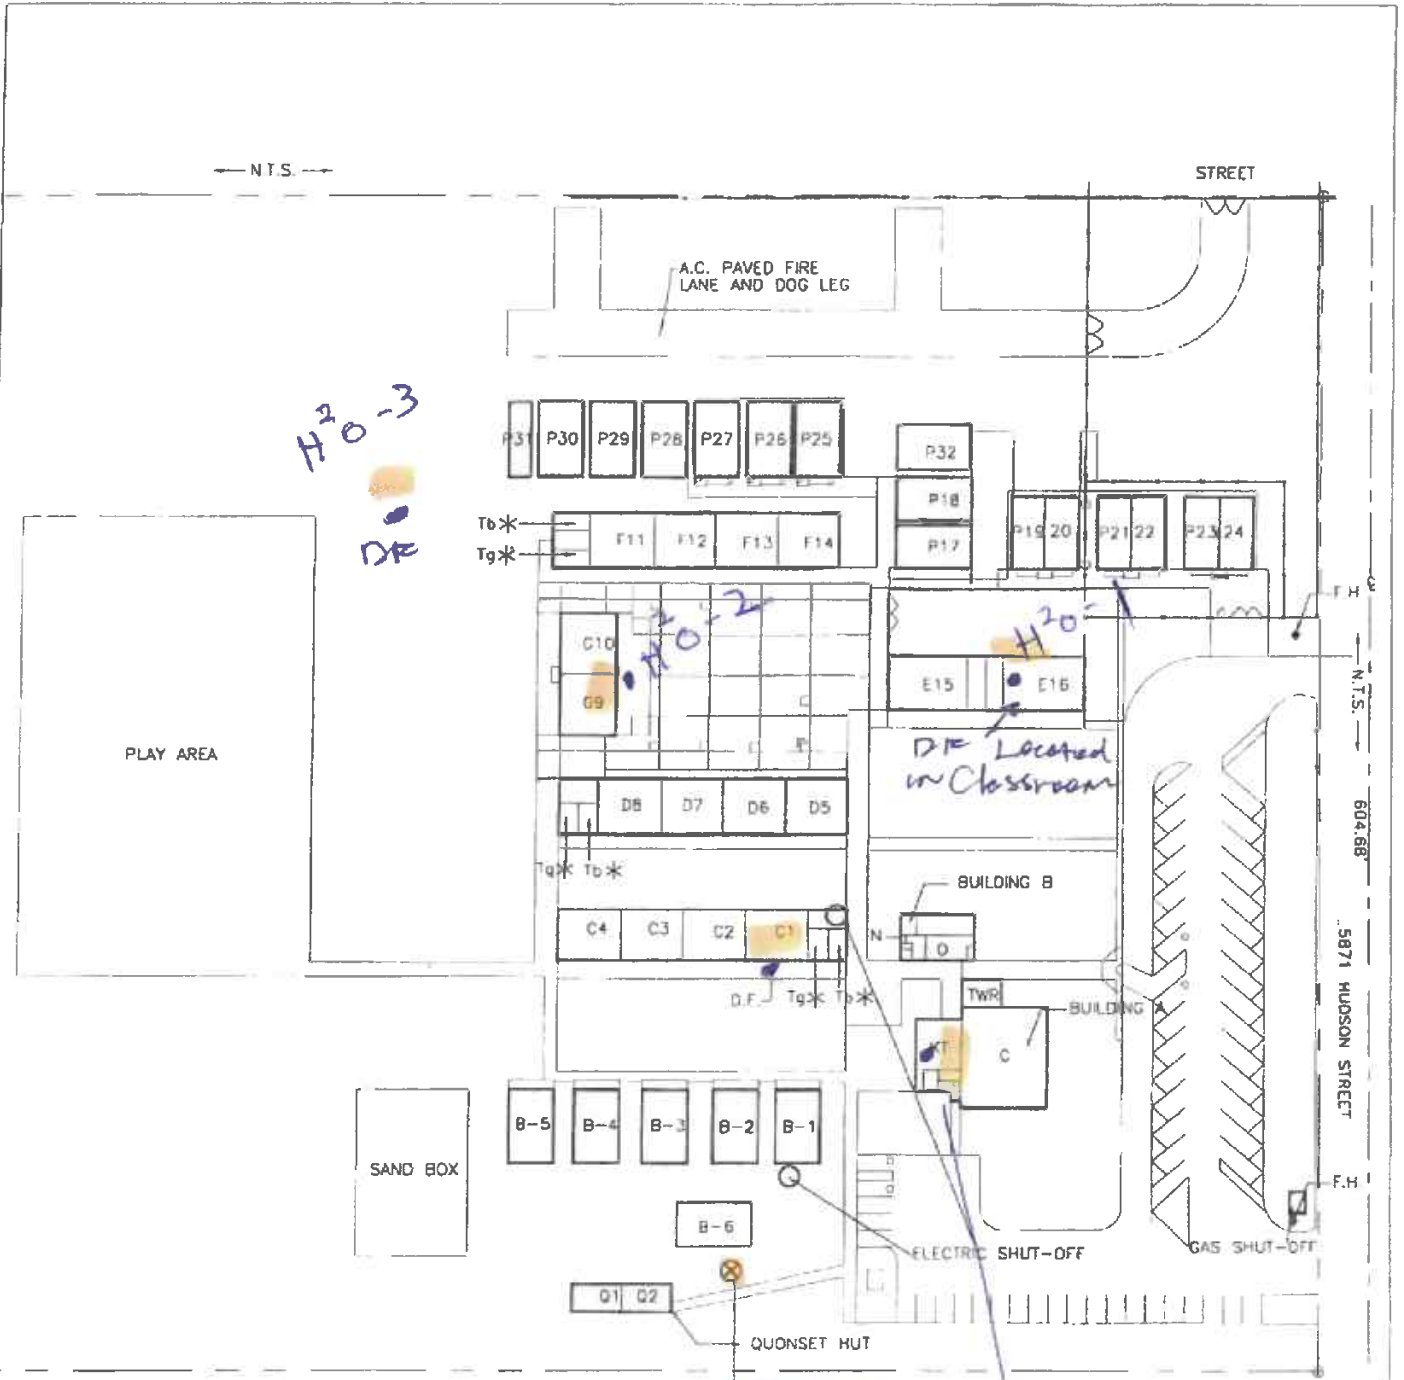 N.T.S.
STREET
A.C. PAVED FIRE
LANE AND DOG LEG
H²O-3
DF
P31
P30
P29
P28
P27
P26
P25
P32
P18
P17
P19
20
P21
22
P23
24
Tb*
Tg*
F11
F12
F13
F14
F.H
H²O-2
H²O-1
C10
E15
E16
N.T.S.
DF Located
in Classroom
PLAY AREA
D8
D7
D6
D5
604.68'
Tg*
Tb*
BUILDING B
C4
C3
C2
C1
N
O
5871 HUDSON STREET
D.F.
Tg*
Tb*
TWR
BUILDING A
KT
C
B-5
B-4
B-3
B-2
B-1
SAND BOX
F.H
B-6
ELECTRIC SHUT-OFF
GAS SHUT-OFF
Q1
Q2
QUONSET HUT